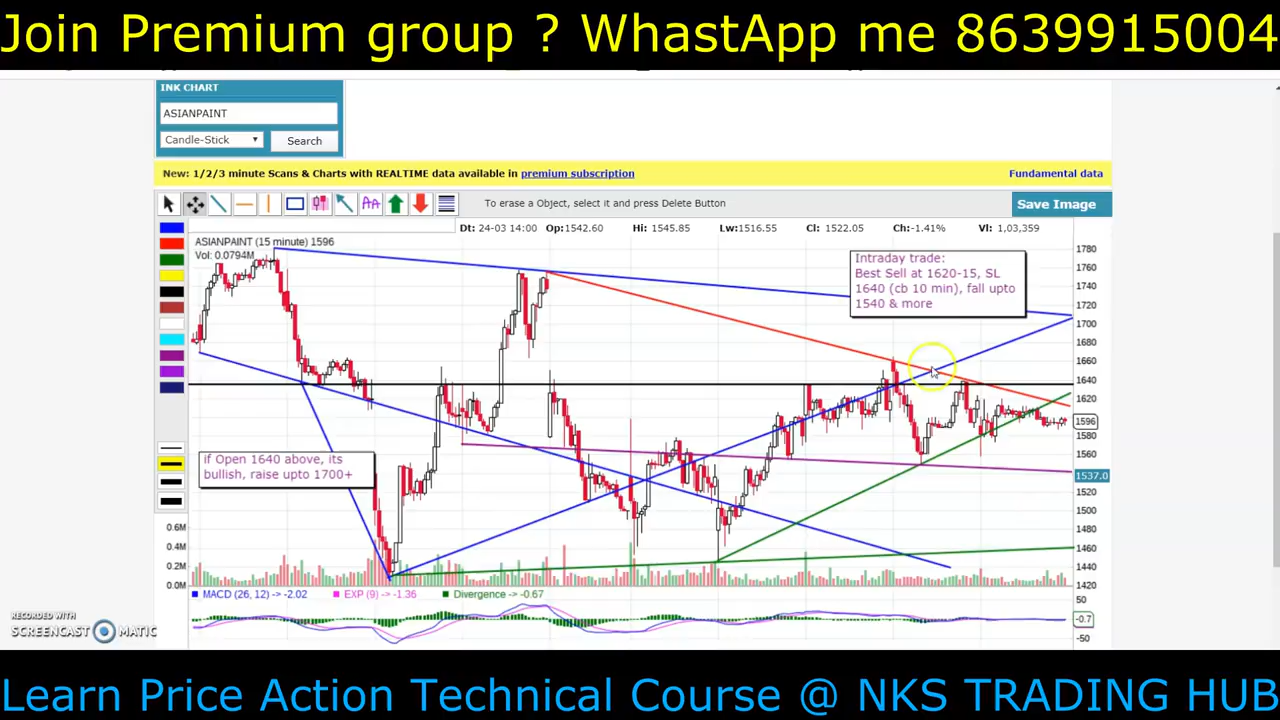 Join Premium group ? WhastApp me 8639915004
INK CHART
ASIANPAINT
Candle-Stick
Search
New: 1/2/3 minute Scans & Charts with REALTIME data available in premium subscription
Fundamental data
To erase a Object, select it and press Delete Button
Save Image
Dt: 24-03 14:00 Op:1542.60 Hi: 1545.85 Lw:1516.55 Cl: 1522.05 Ch:-1.41% Vl: 1,03,359
ASIANPAINT (15 minute) 1596
Vol: 0.0794M
Intraday trade:
Best Sell at 1620-15, SL
1640 (cb 10 min), fall upto
1540 & more
if Open 1640 above, its
bullish, raise upto 1700+
1780
1760
1740
1720
1700
1680
1660
1640
1620
1596
1580
1560
1537.0
1520
1500
1480
1460
1440
1420
0.6M
0.4M
0.2M
0.0M
MACD (26, 12) -> -2.02
EXP (9) -> -1.36
Divergence -> -0.67
50
-0.7
-50
RECORDED WITH
SCREENCAST MATIC
Learn Price Action Technical Course @ NKS TRADING HUB